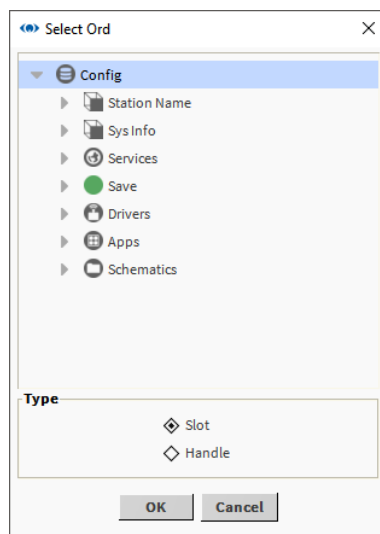 Select Ord
Config
Station Name
Sys Info
Services
Save
Drivers
Apps
Schematics
Type
Slot
Handle
OK Cancel